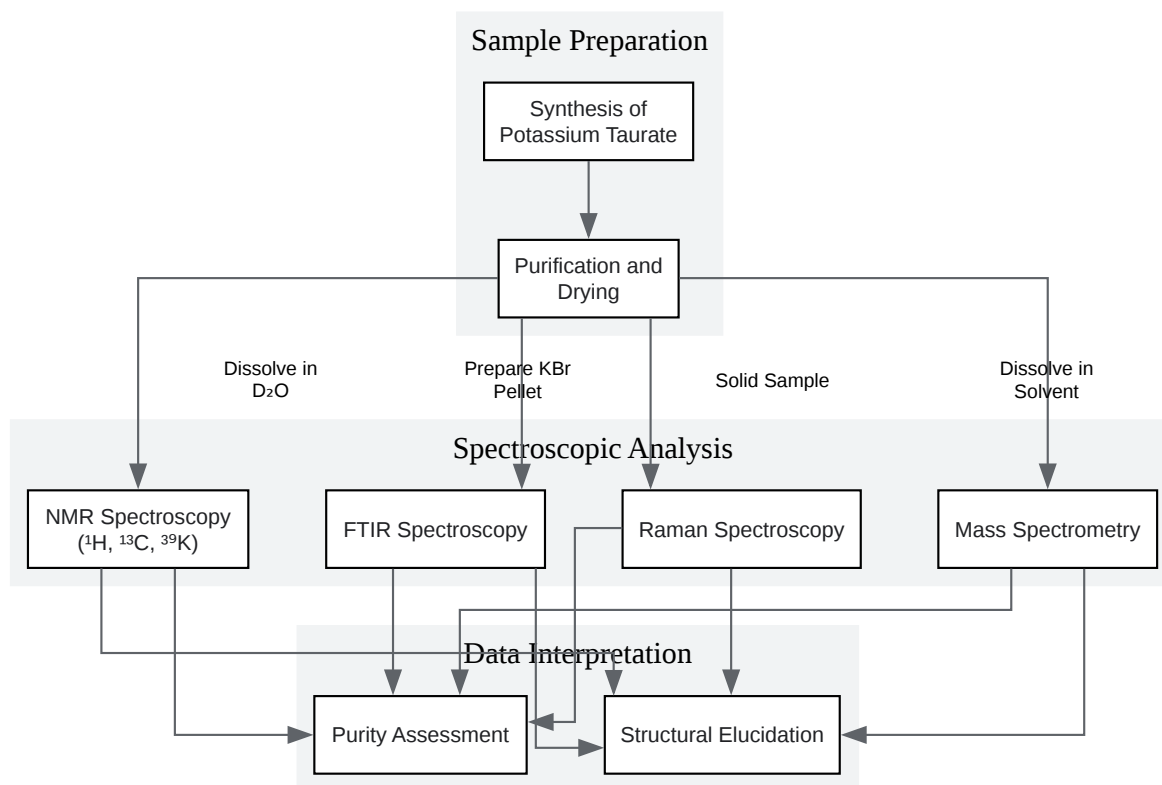 Sample Preparation
Synthesis of
Potassium Taurate
Purification and
Drying
Dissolve in
D₂O
Prepare KBr
Pellet
Solid Sample
Dissolve in
Solvent
Spectroscopic Analysis
NMR Spectroscopy
(¹H, ¹³C, ³⁹K)
FTIR Spectroscopy
Raman Spectroscopy
Mass Spectrometry
Data Interpretation
Purity Assessment
Structural Elucidation